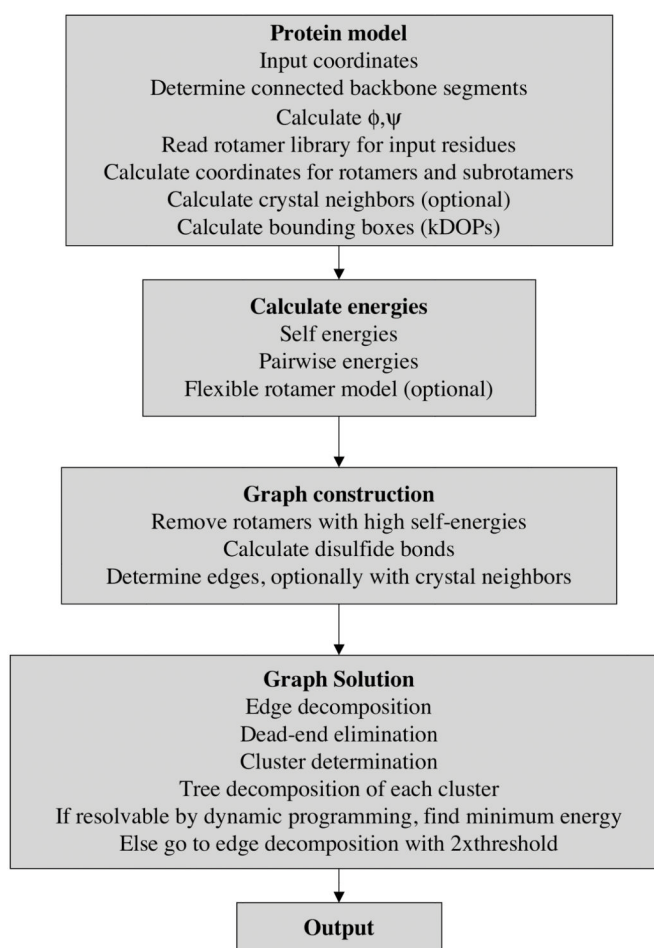 Protein model
Input coordinates
Determine connected backbone segments
Calculate ϕ,ψ
Read rotamer library for input residues
Calculate coordinates for rotamers and subrotamers
Calculate crystal neighbors (optional)
Calculate bounding boxes (kDOPs)
Calculate energies
Self energies
Pairwise energies
Flexible rotamer model (optional)
Graph construction
Remove rotamers with high self-energies
Calculate disulfide bonds
Determine edges, optionally with crystal neighbors
Graph Solution
Edge decomposition
Dead-end elimination
Cluster determination
Tree decomposition of each cluster
If resolvable by dynamic programming, find minimum energy
Else go to edge decomposition with 2xthreshold
Output